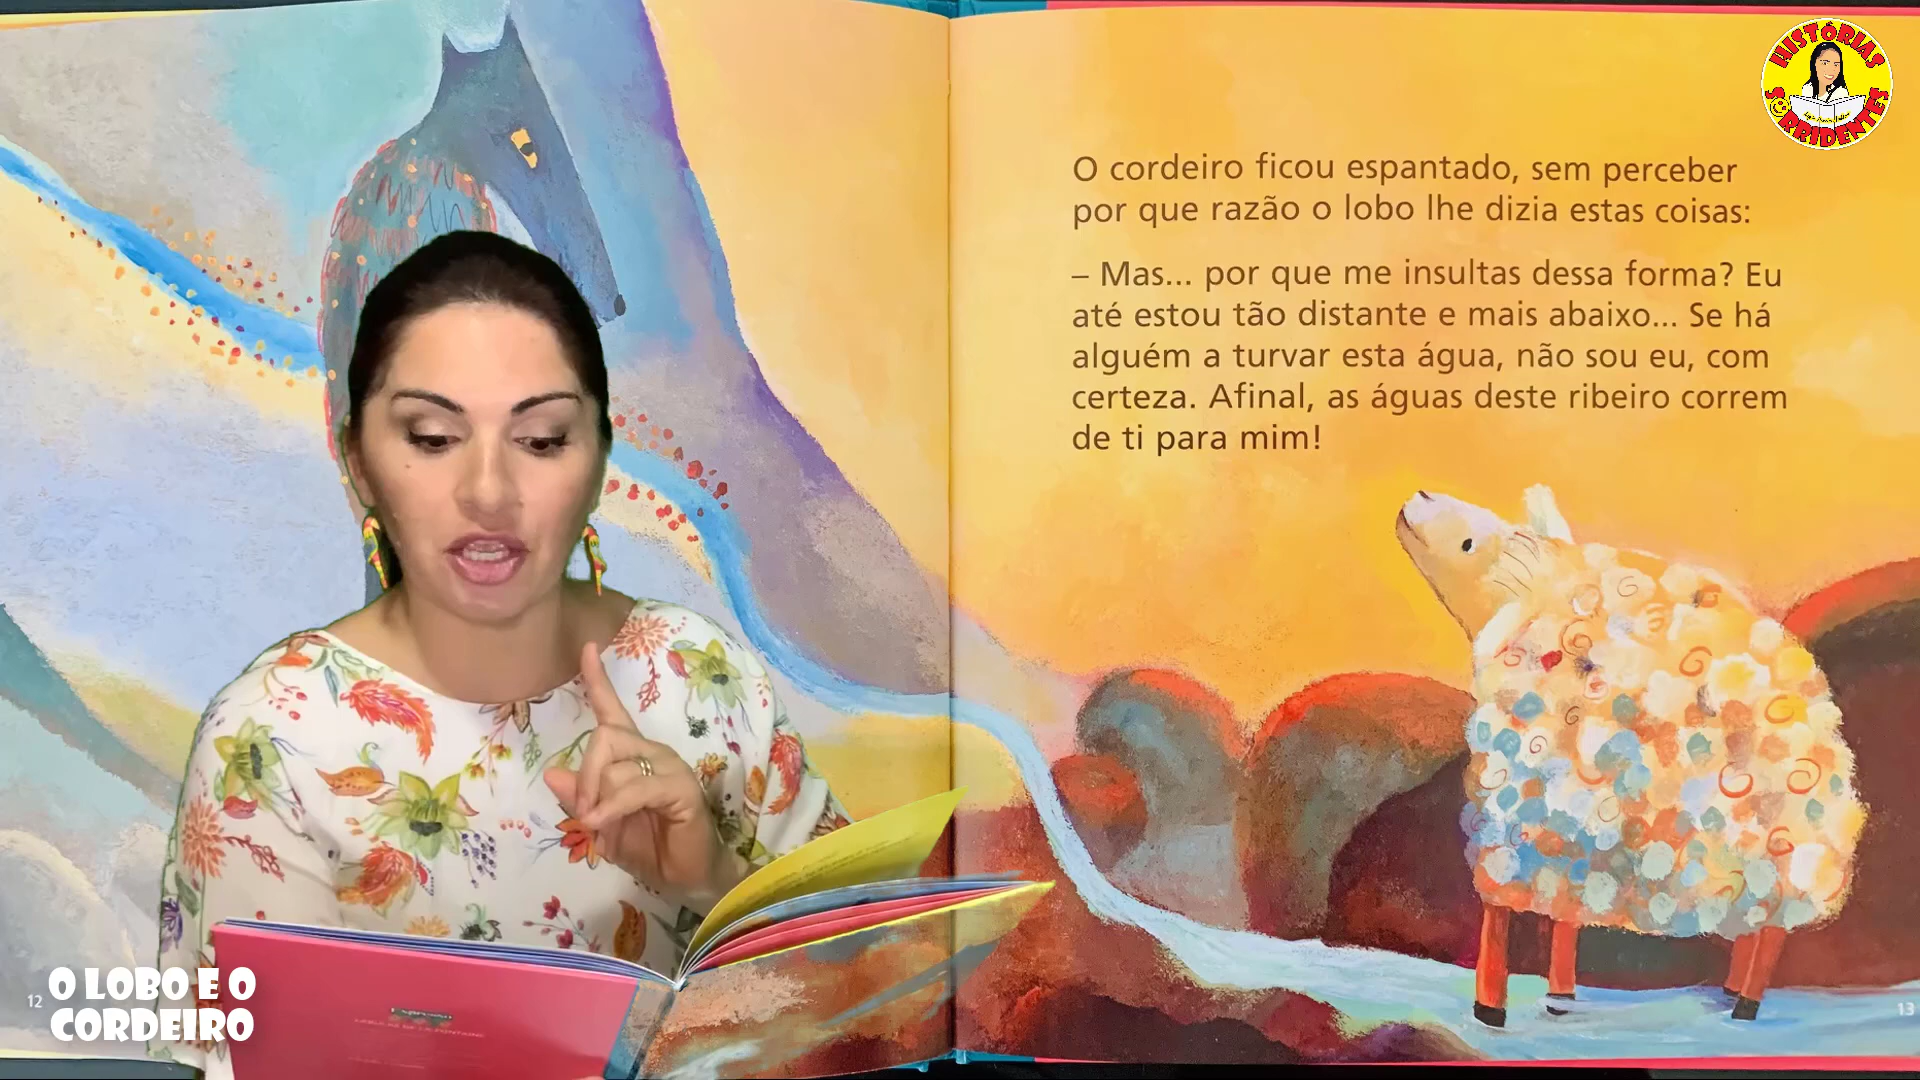 HISTÓRIAS
SORRIDENTES
O cordeiro ficou espantado, sem perceber
por que razão o lobo lhe dizia estas coisas:
– Mas... por que me insultas dessa forma? Eu
até estou tão distante e mais abaixo... Se há
alguém a turvar esta água, não sou eu, com
certeza. Afinal, as águas deste ribeiro correm
de ti para mim!
12
O LOBO E O
CORDEIRO
13